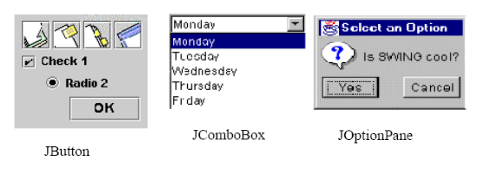 Check 1
Radio 2
OK
JButton
Monday
Monday
Tuesday
Wednesday
Thursday
Friday
JComboBox
Select an Option
Is SWING cool?
Yes
Cancel
JOptionPane